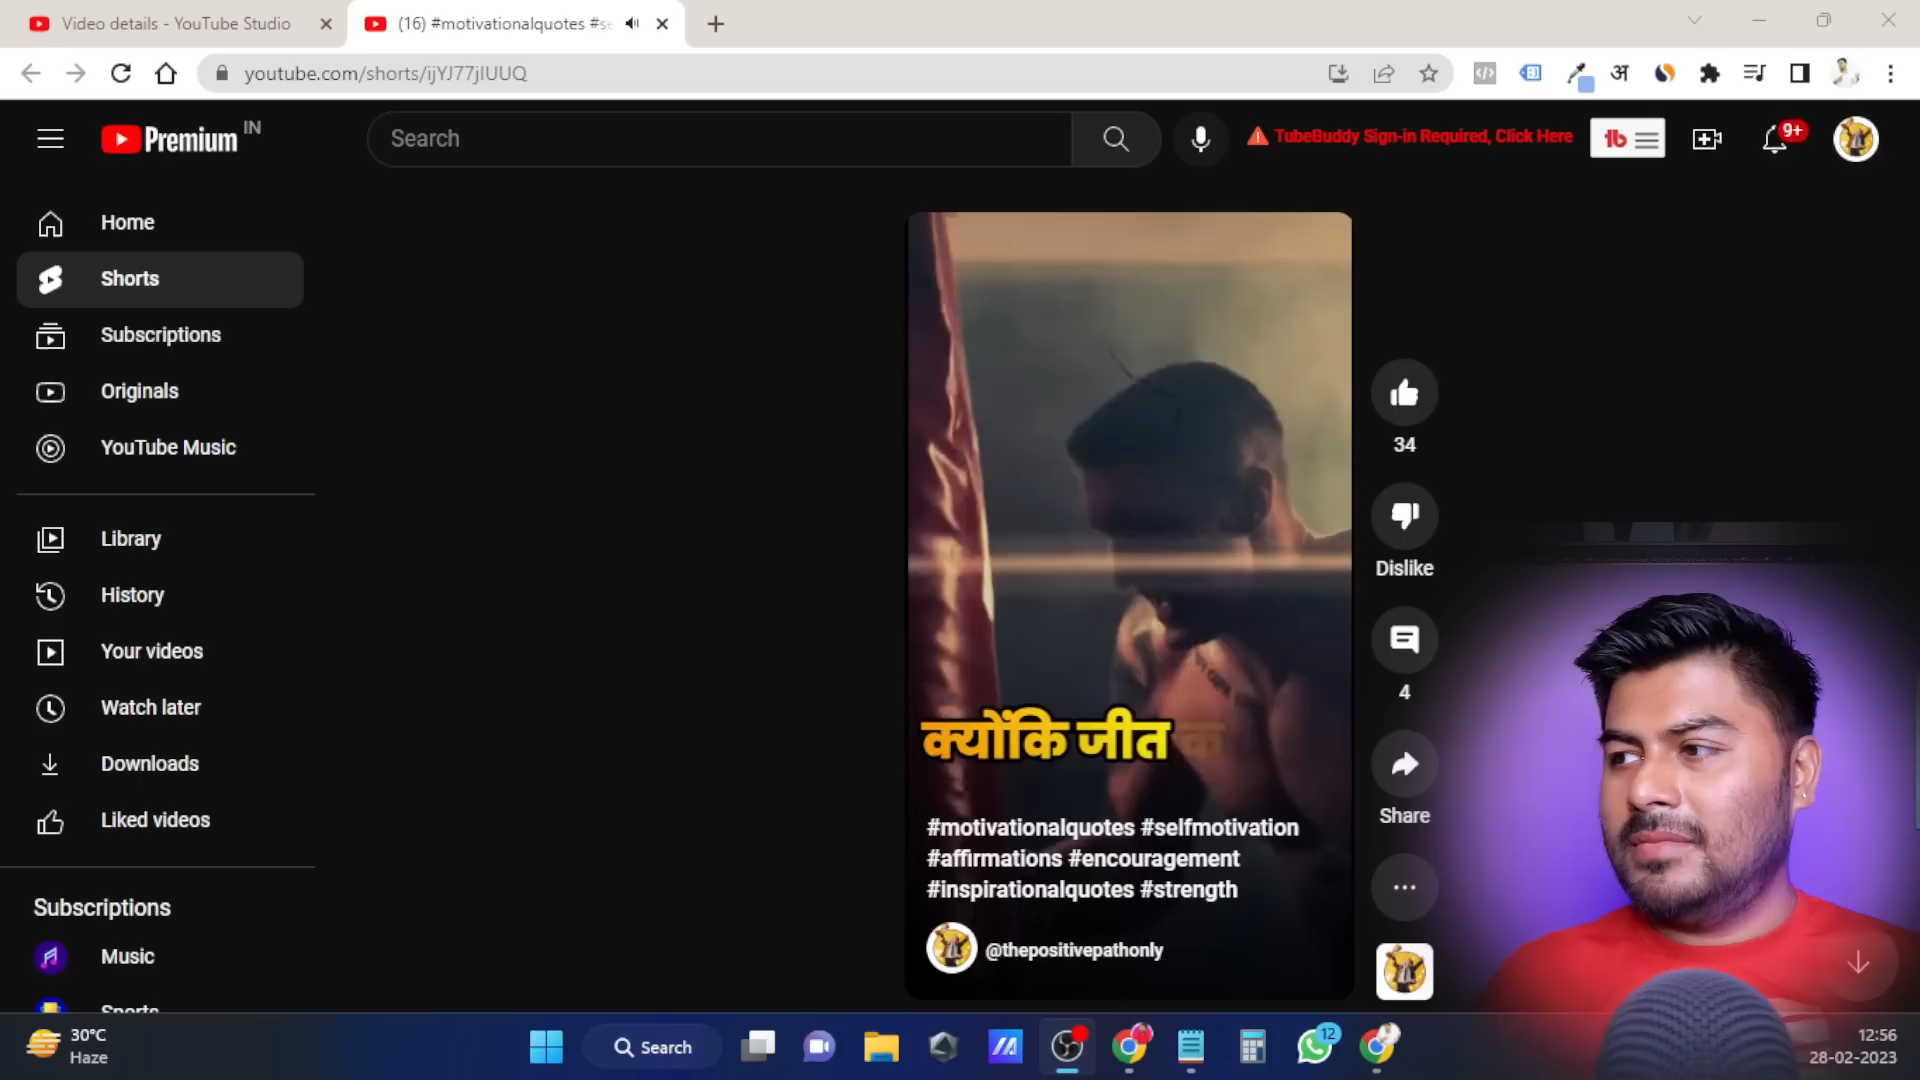 Video details - YouTube Studio
(16) #motivationalquotes #se
youtube.com/shorts/ijYJ77jIUUQ
अ
Premium IN
Search
TubeBuddy Sign-in Required, Click Here
tb
9+
Home
Shorts
Subscriptions
Originals
YouTube Music
Library
History
Your videos
Watch later
Downloads
Liked videos
Subscriptions
Music
Sports
34
Dislike
4
Share
क्योंकि जीत क
#motivationalquotes #selfmotivation
#affirmations #encouragement
#inspirationalquotes #strength
@thepositivepathonly
30°C
Haze
Search
12
12:56
28-02-2023